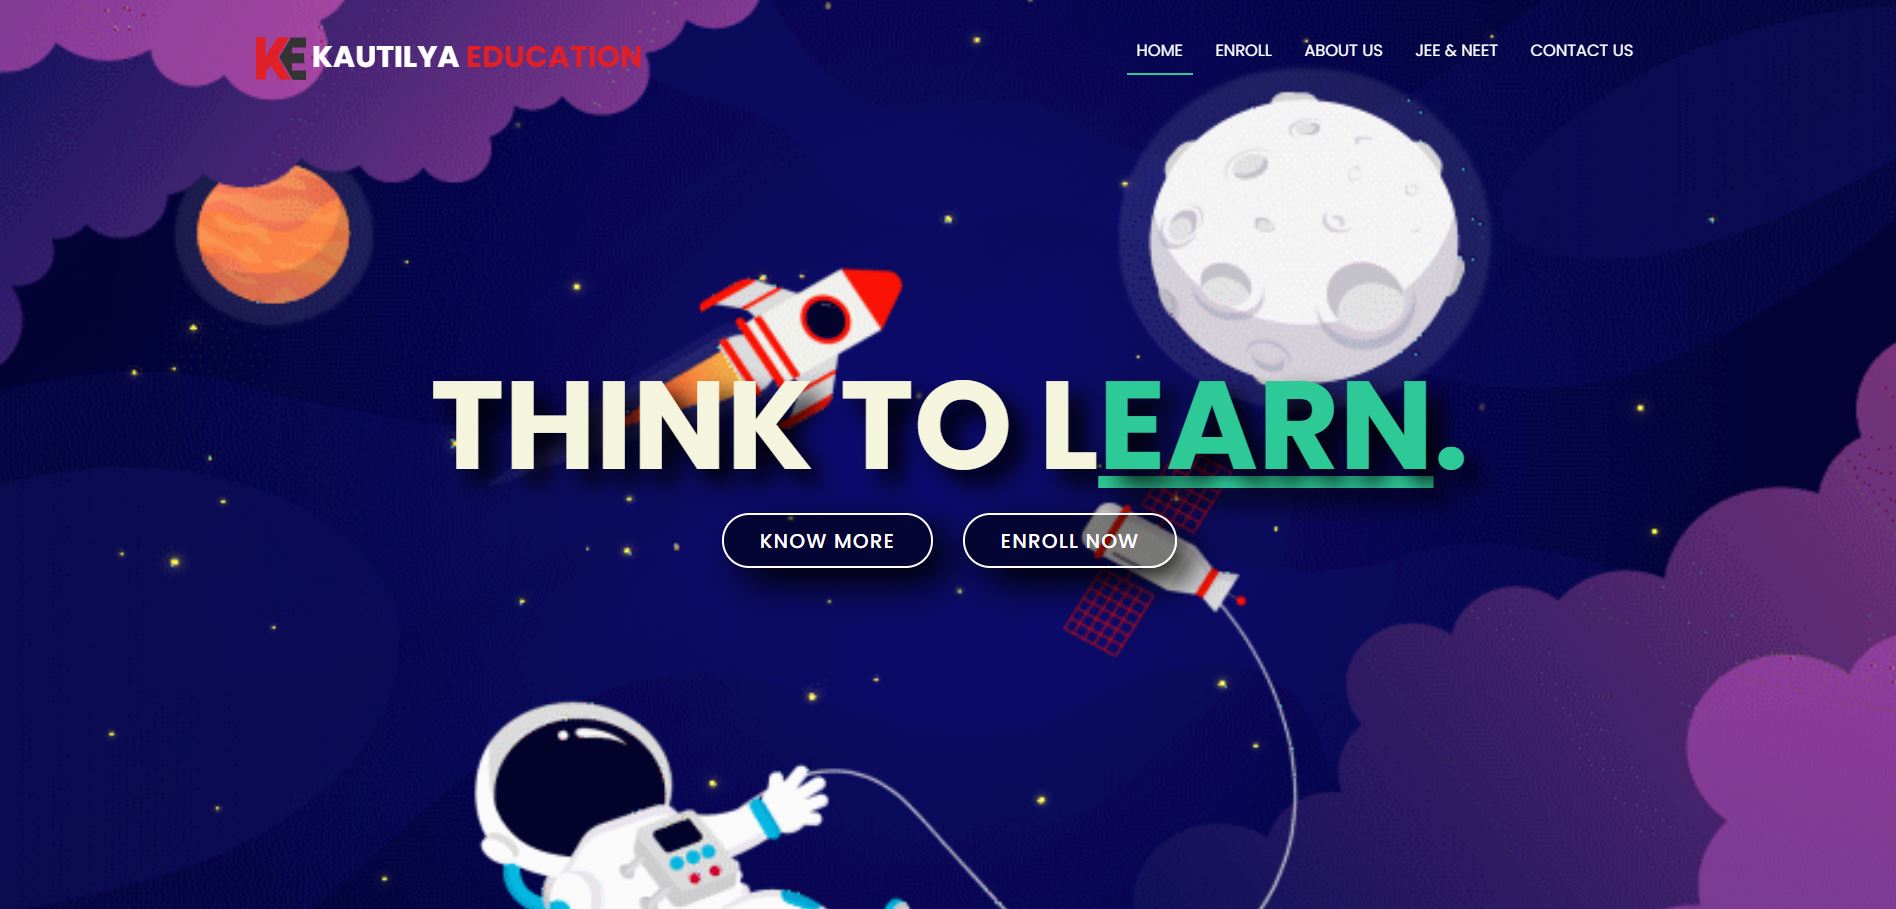 KE KAUTILYA EDUCATION
HOME ENROLL ABOUT US JEE & NEET CONTACT US
THINK TO LEARN.
KNOW MORE ENROLL NOW